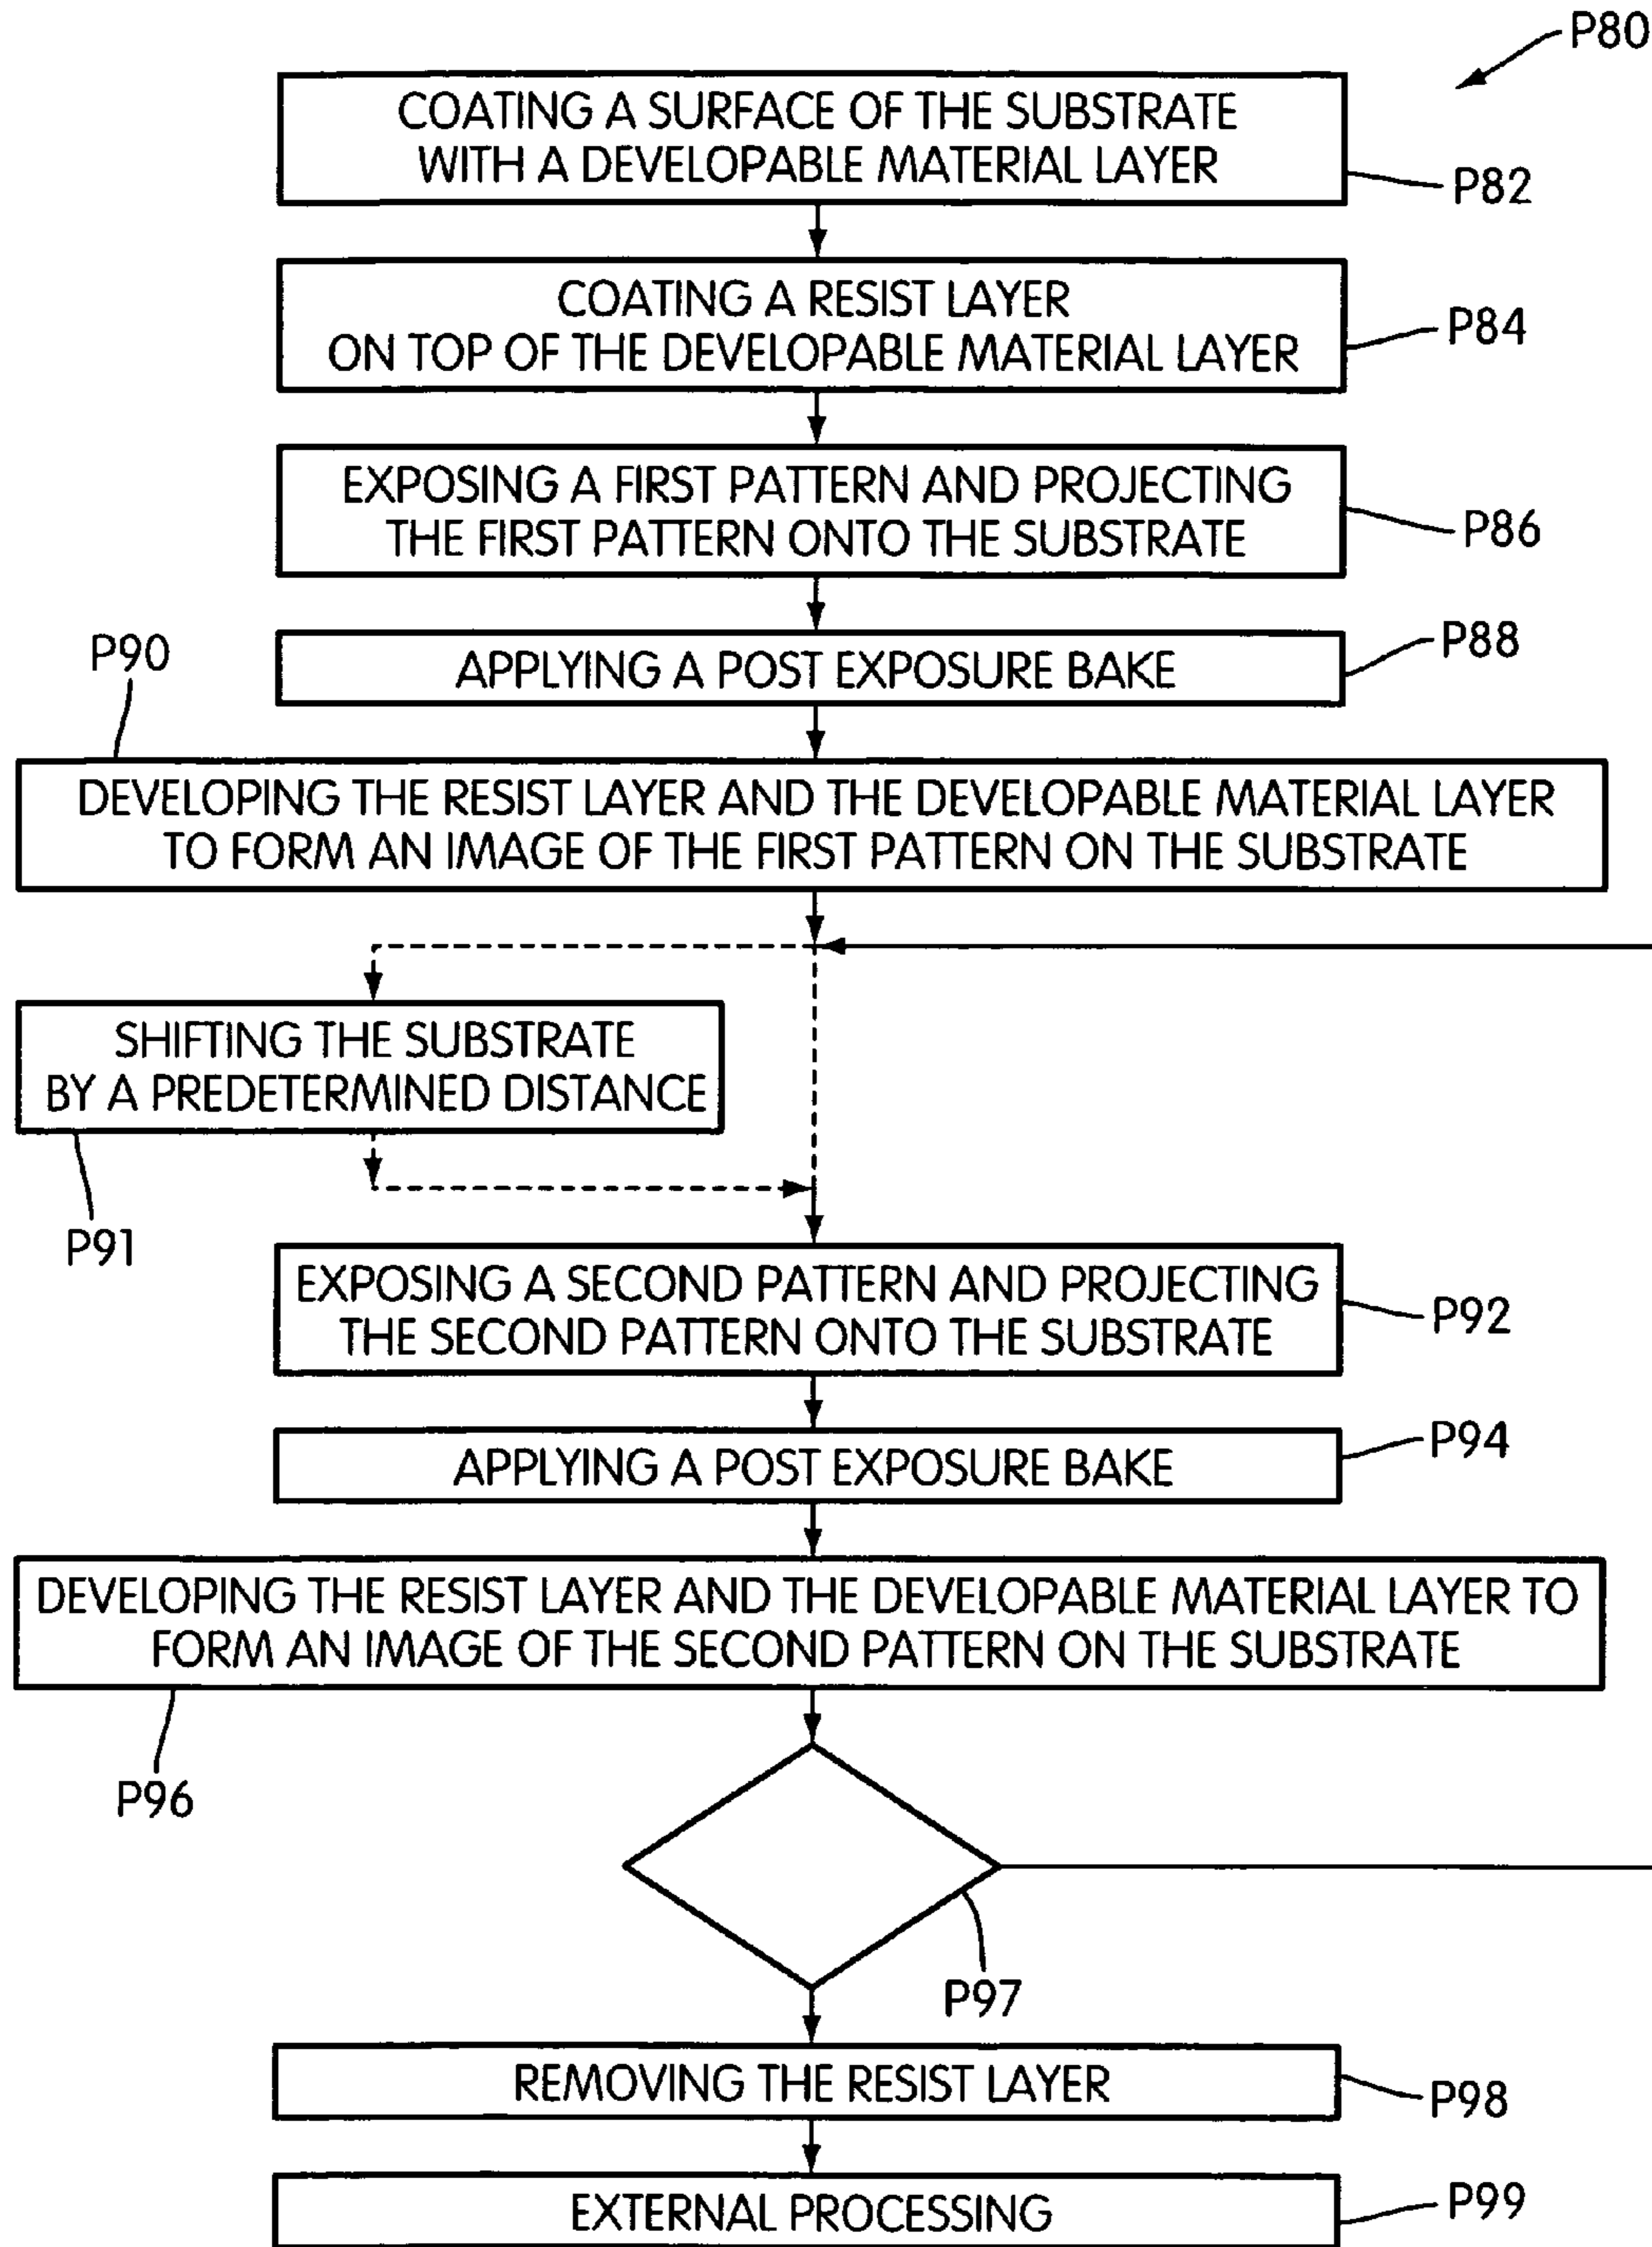 P80
COATING A SURFACE OF THE SUBSTRATE
WITH A DEVELOPABLE MATERIAL LAYER
P82
COATING A RESIST LAYER
ON TOP OF THE DEVELOPABLE MATERIAL LAYER
P84
EXPOSING A FIRST PATTERN AND PROJECTING
THE FIRST PATTERN ONTO THE SUBSTRATE
P86
APPLYING A POST EXPOSURE BAKE
P88
P90
DEVELOPING THE RESIST LAYER AND THE DEVELOPABLE MATERIAL LAYER
TO FORM AN IMAGE OF THE FIRST PATTERN ON THE SUBSTRATE
SHIFTING THE SUBSTRATE
BY A PREDETERMINED DISTANCE
P91
EXPOSING A SECOND PATTERN AND PROJECTING
THE SECOND PATTERN ONTO THE SUBSTRATE
P92
APPLYING A POST EXPOSURE BAKE
P94
DEVELOPING THE RESIST LAYER AND THE DEVELOPABLE MATERIAL LAYER TO
FORM AN IMAGE OF THE SECOND PATTERN ON THE SUBSTRATE
P96
P97
REMOVING THE RESIST LAYER
P98
EXTERNAL PROCESSING
P99